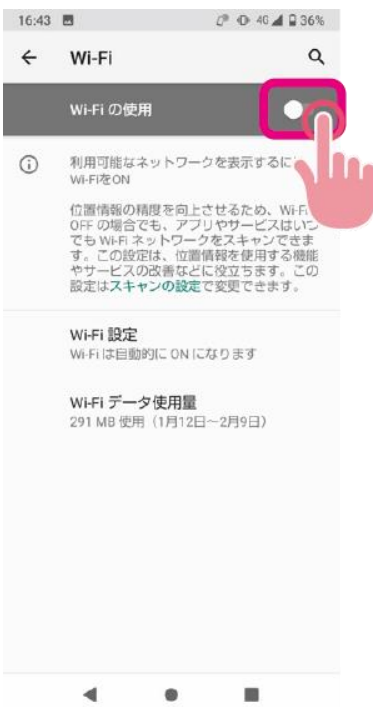 16:43 4G 36%
Wi-Fi
Wi-Fi の使用
利用可能なネットワークを表示するに
Wi-FiをON
位置情報の精度を向上させるため、Wi-Fi
OFF の場合でも、アプリやサービスはいつ
でも Wi-Fi ネットワークをスキャンできま
す。この設定は、位置情報を使用する機能
やサービスの改善などに役立ちます。この
設定はスキャンの設定で変更できます。
Wi-Fi 設定
Wi-Fi は自動的に ON になります
Wi-Fi データ使用量
291 MB 使用（1月12日～2月9日）